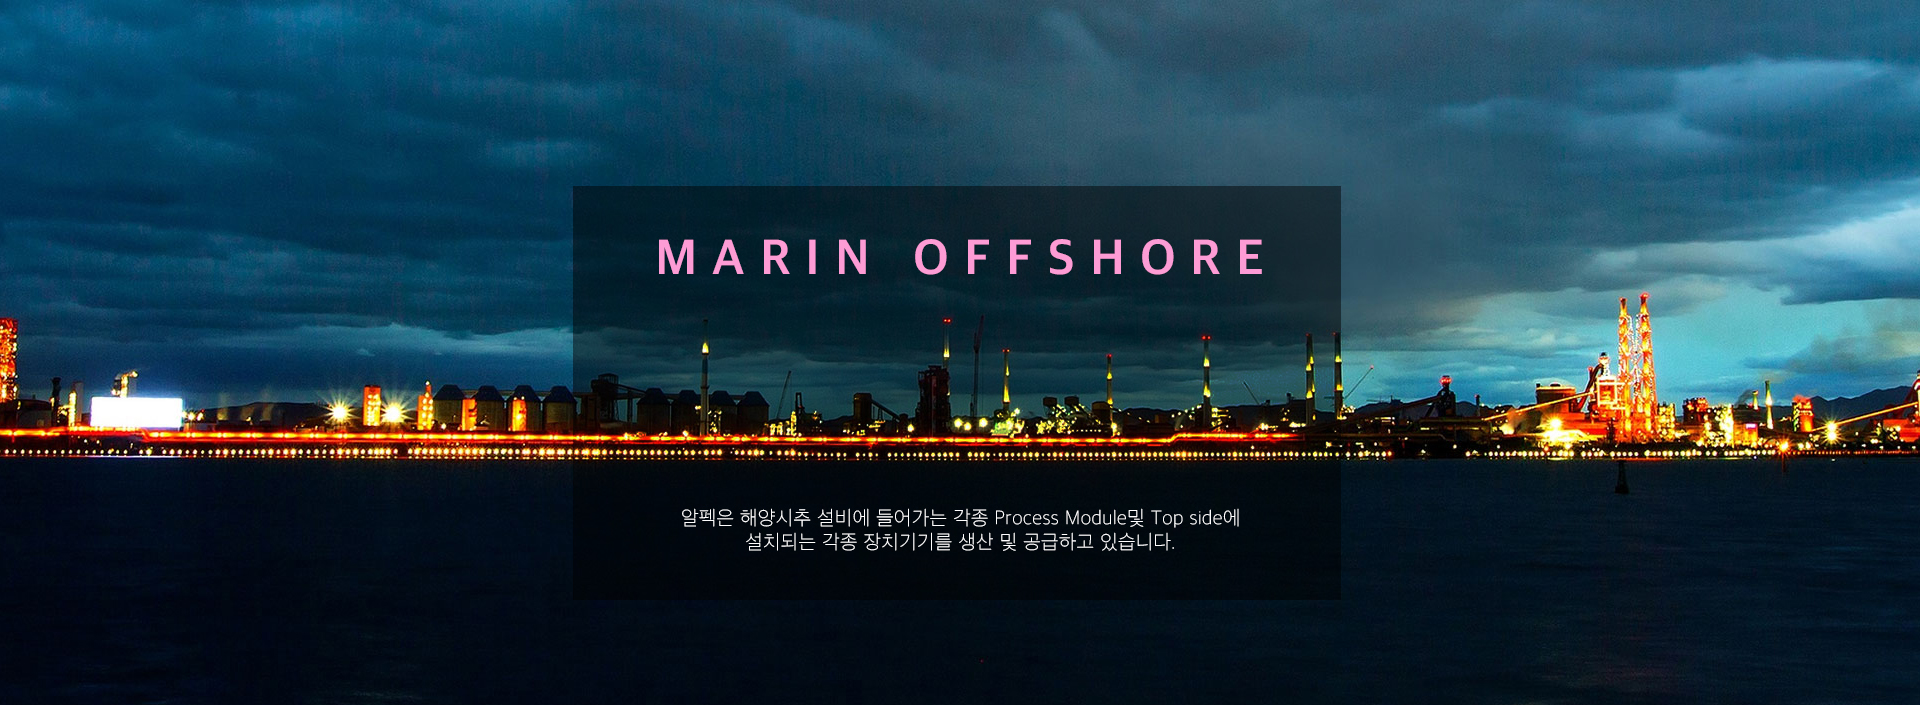 MARIN OFFSHORE
알펙은 해양시추 설비에 들어가는 각종 Process Module및 Top side에
설치되는 각종 장치기기를 생산 및 공급하고 있습니다.